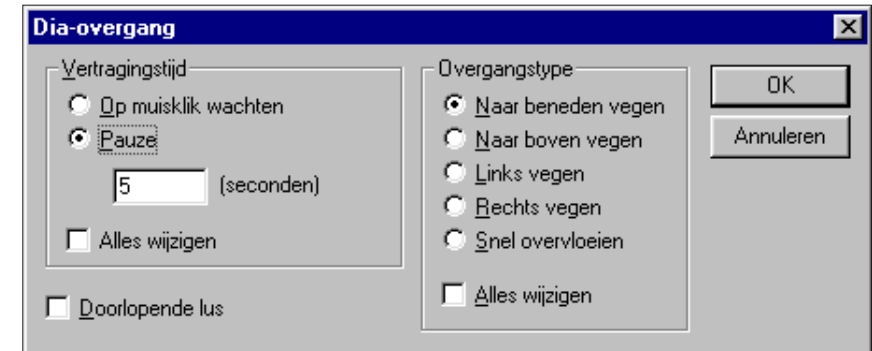 Dia-overgang
Vertragingstijd
Op muisklik wachten
Pauze
5 (seconden)
Alles wijzigen
Doorlopende lus
Overgangstype
Naar beneden vegen
Naar boven vegen
Links vegen
Rechts vegen
Snel overvloeien
Alles wijzigen
OK
Annuleren